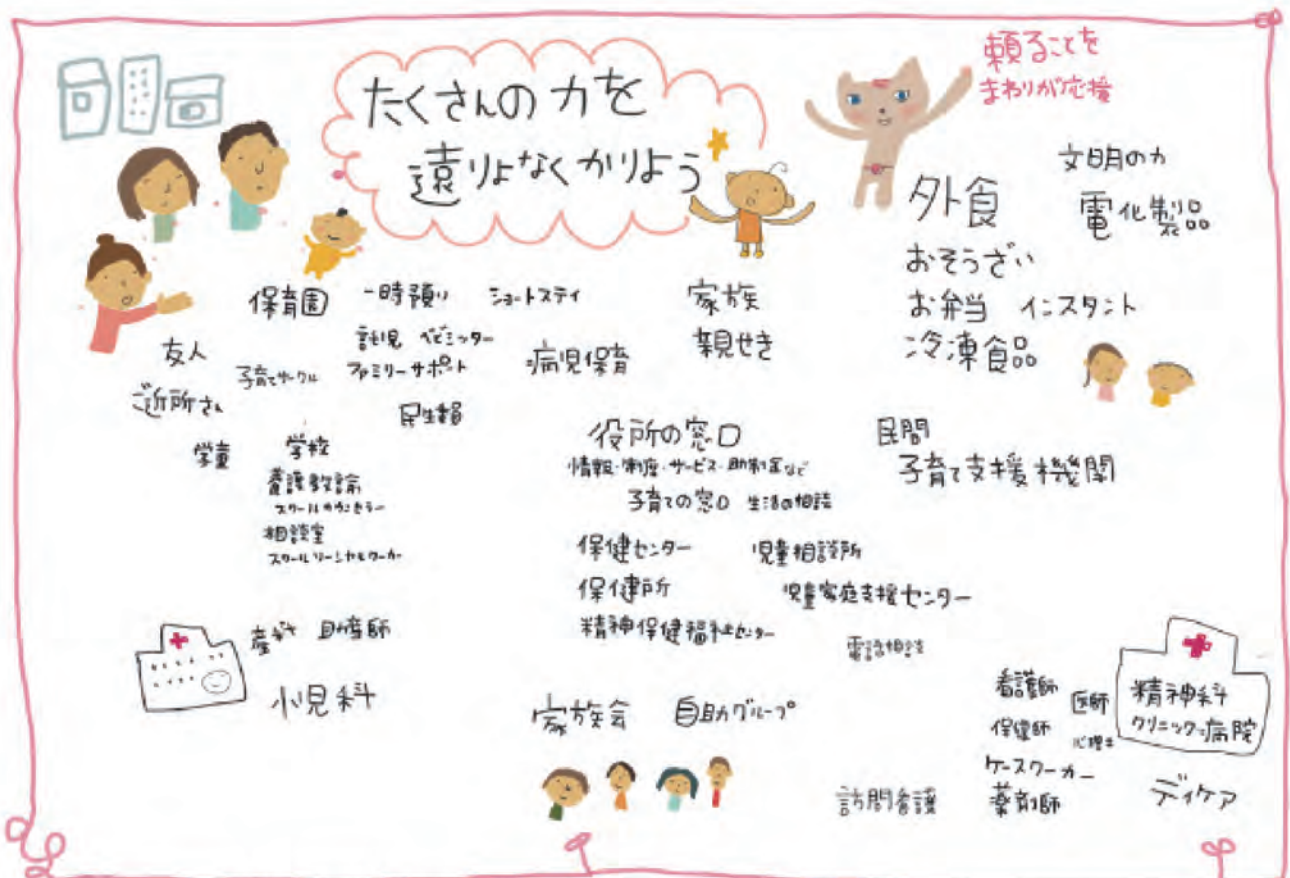 たくさんの力を
遠りょなくかりよう
頼ることを
まわりが応援
文明の力
電化製品
外食
おそうざい
お弁当 インスタント
冷凍食品
保育園 一時預り ショートステイ
託児 ベビーシッター
ファミリーサポート
病児保育
家族
親せき
友人
子育てサークル
ご近所さん
民生委員
学童
学校
養護教諭
スクールカウンセラー
相談室
スクールソーシャルワーカー
役所の窓口
情報・制度・サービス・助制金など
子育ての窓口 生活の相談
民間
子育て支援機関
保健センター 児童相談所
保健所 児童家庭支援センター
精神保健福祉センター
電話相談
助産師
小児科
家族会 自助グループ
看護師 医師
保健師 心理士
ケースワーカー
薬剤師
訪問看護
精神科
クリニック・病院
デイケア